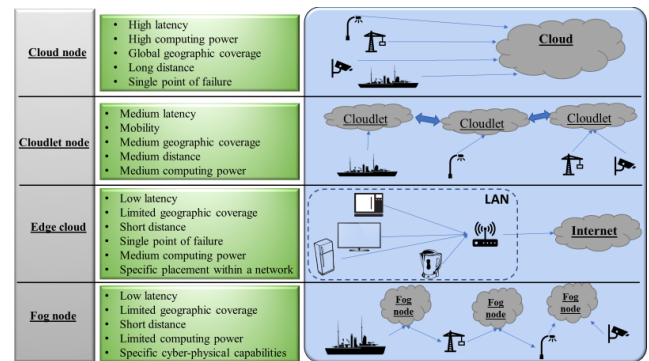 Cloud node
• High latency
• High computing power
• Global geographic coverage
• Long distance
• Single point of failure
Cloud
Cloudlet node
• Medium latency
• Mobility
• Medium geographic coverage
• Medium distance
• Medium computing power
Cloudlet
Cloudlet
Cloudlet
Edge cloud
• Low latency
• Limited geographic coverage
• Short distance
• Single point of failure
• Medium computing power
• Specific placement within a network
LAN
Internet
Fog node
• Low latency
• Limited geographic coverage
• Short distance
• Limited computing power
• Specific cyber-physical capabilities
Fog
node
Fog
node
Fog
node